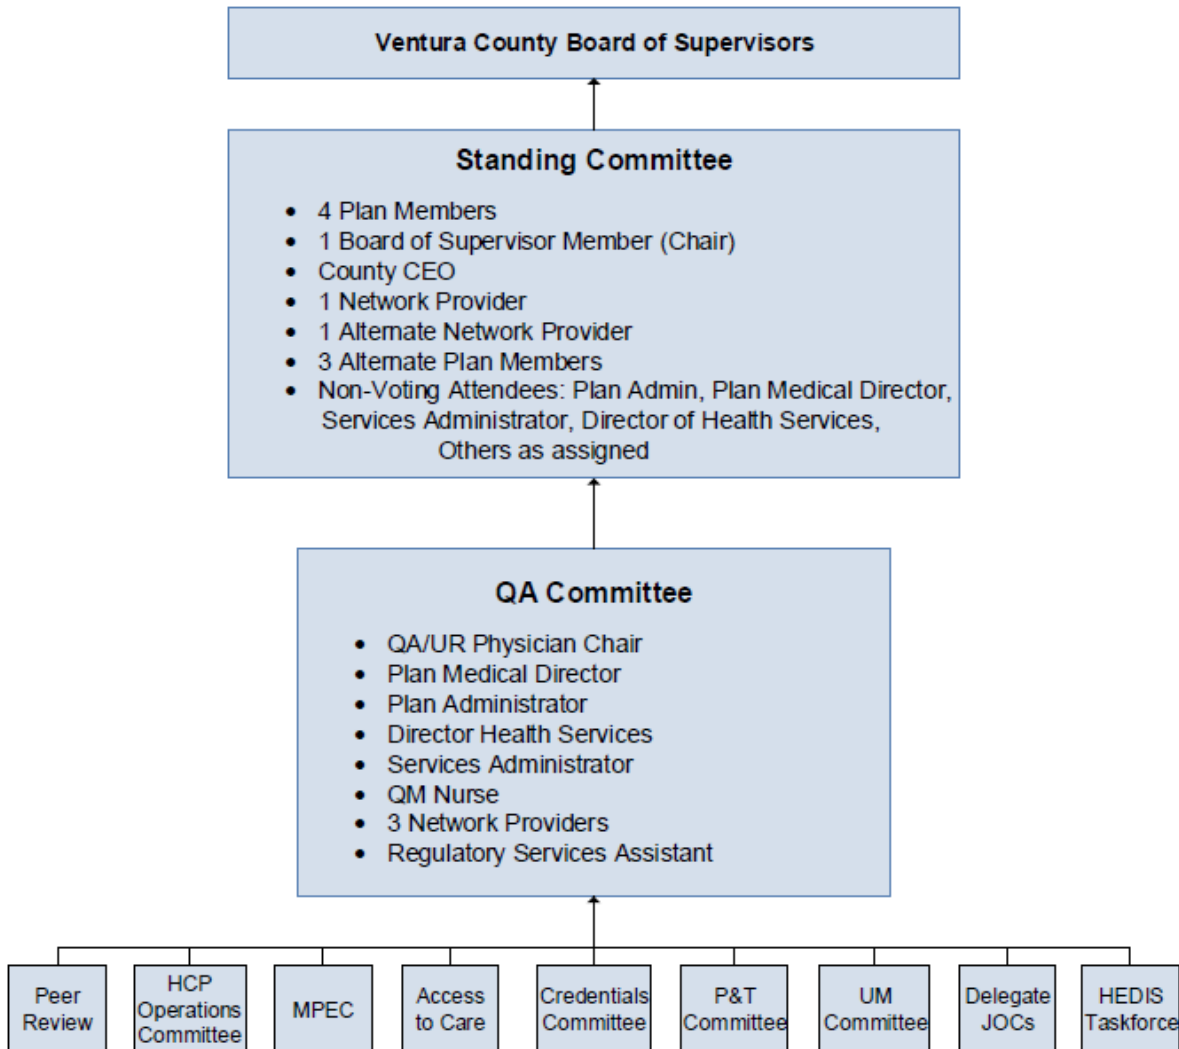 Ventura County Board of Supervisors
Standing Committee
• 4 Plan Members
• 1 Board of Supervisor Member (Chair)
• County CEO
• 1 Network Provider
• 1 Alternate Network Provider
• 3 Alternate Plan Members
• Non-Voting Attendees: Plan Admin, Plan Medical Director,
Services Administrator, Director of Health Services,
Others as assigned
QA Committee
• QA/UR Physician Chair
• Plan Medical Director
• Plan Administrator
• Director Health Services
• Services Administrator
• QM Nurse
• 3 Network Providers
• Regulatory Services Assistant
Peer
Review
HCP
Operations
Committee
MPEC
Access
to Care
Credentials
Committee
P&T
Committee
UM
Committee
Delegate
JOCs
HEDIS
Taskforce